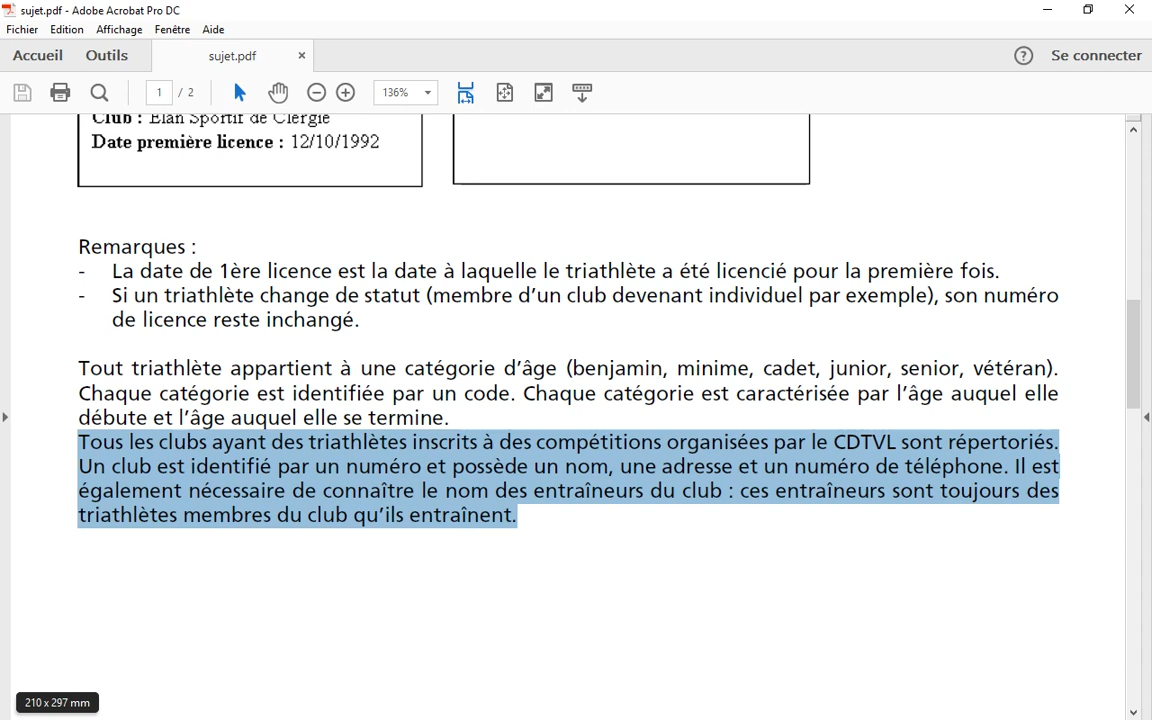 sujet.pdf - Adobe Acrobat Pro DC
Fichier Edition Affichage Fenêtre Aide
Accueil Outils sujet.pdf × ? Se connecter
1 / 2 136%
Club : Elan Sportif de Clergie
Date première licence : 12/10/1992
Remarques :
- La date de 1ère licence est la date à laquelle le triathlète a été licencié pour la première fois.
- Si un triathlète change de statut (membre d’un club devenant individuel par exemple), son numéro
de licence reste inchangé.
Tout triathlète appartient à une catégorie d’âge (benjamin, minime, cadet, junior, senior, vétéran).
Chaque catégorie est identifiée par un code. Chaque catégorie est caractérisée par l’âge auquel elle
débute et l’âge auquel elle se termine.
Tous les clubs ayant des triathlètes inscrits à des compétitions organisées par le CDTVL sont répertoriés.
Un club est identifié par un numéro et possède un nom, une adresse et un numéro de téléphone. Il est
également nécessaire de connaître le nom des entraîneurs du club : ces entraîneurs sont toujours des
triathlètes membres du club qu’ils entraînent.
210 x 297 mm